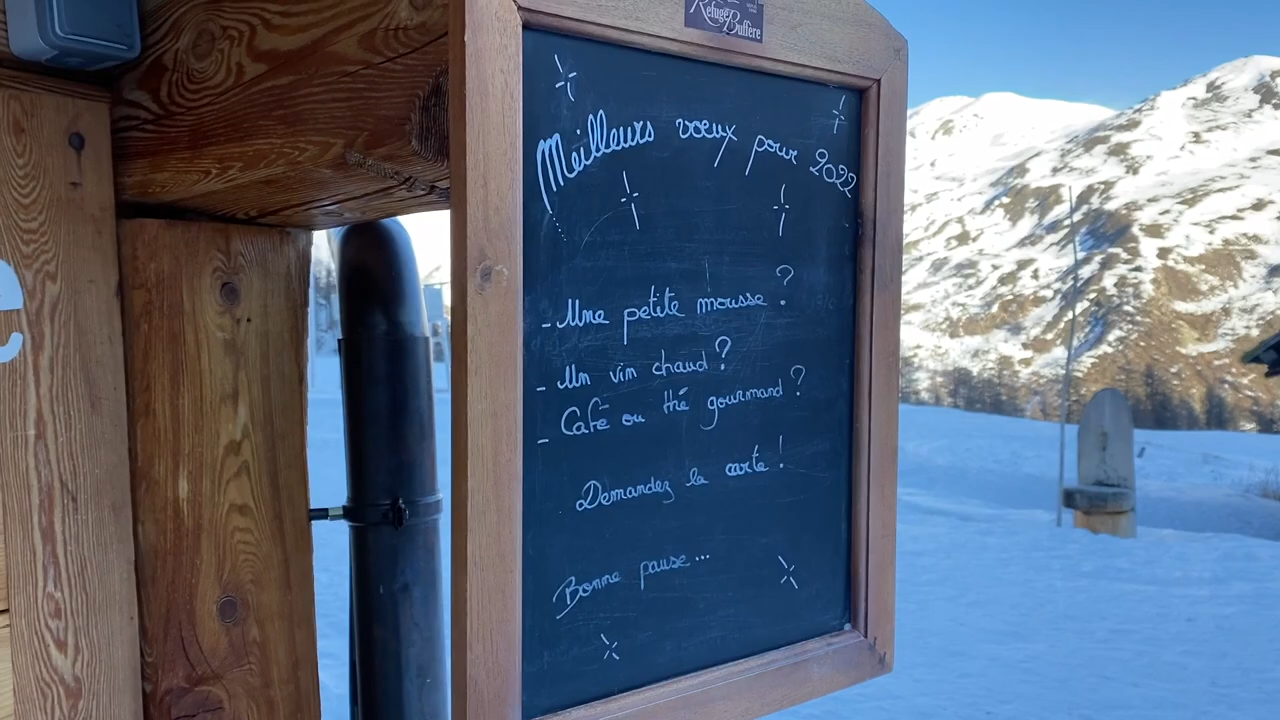 Refuge
Buffère
Meilleurs voeux pour 2022
- Une petite mousse ?
- Un vin chaud ?
- Café ou thé gourmand ?
Demandez la carte !
Bonne pause...
e